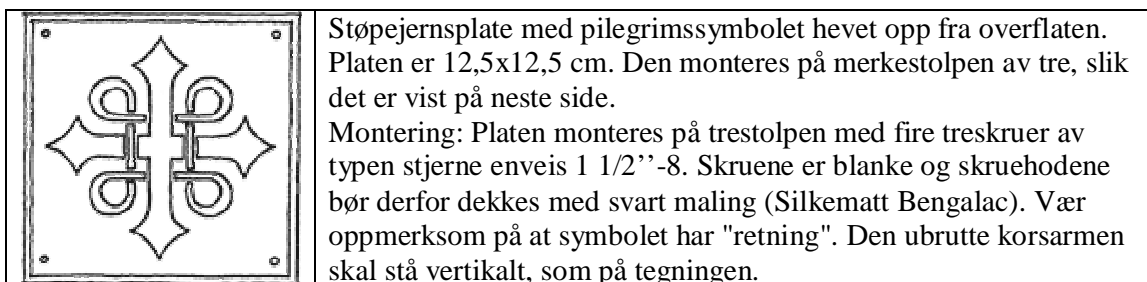 Støpejernsplate med pilegrimssymbolet hevet opp fra overflaten.
Platen er 12,5x12,5 cm. Den monteres på merkestolpen av tre, slik
det er vist på neste side.
Montering: Platen monteres på trestolpen med fire treskruer av
typen stjerne enveis 1 1/2’’-8. Skruene er blanke og skruehodene
bør derfor dekkes med svart maling (Silkematt Bengalac). Vær
oppmerksom på at symbolet har "retning". Den ubrutte korsarmen
skal stå vertikalt, som på tegningen.